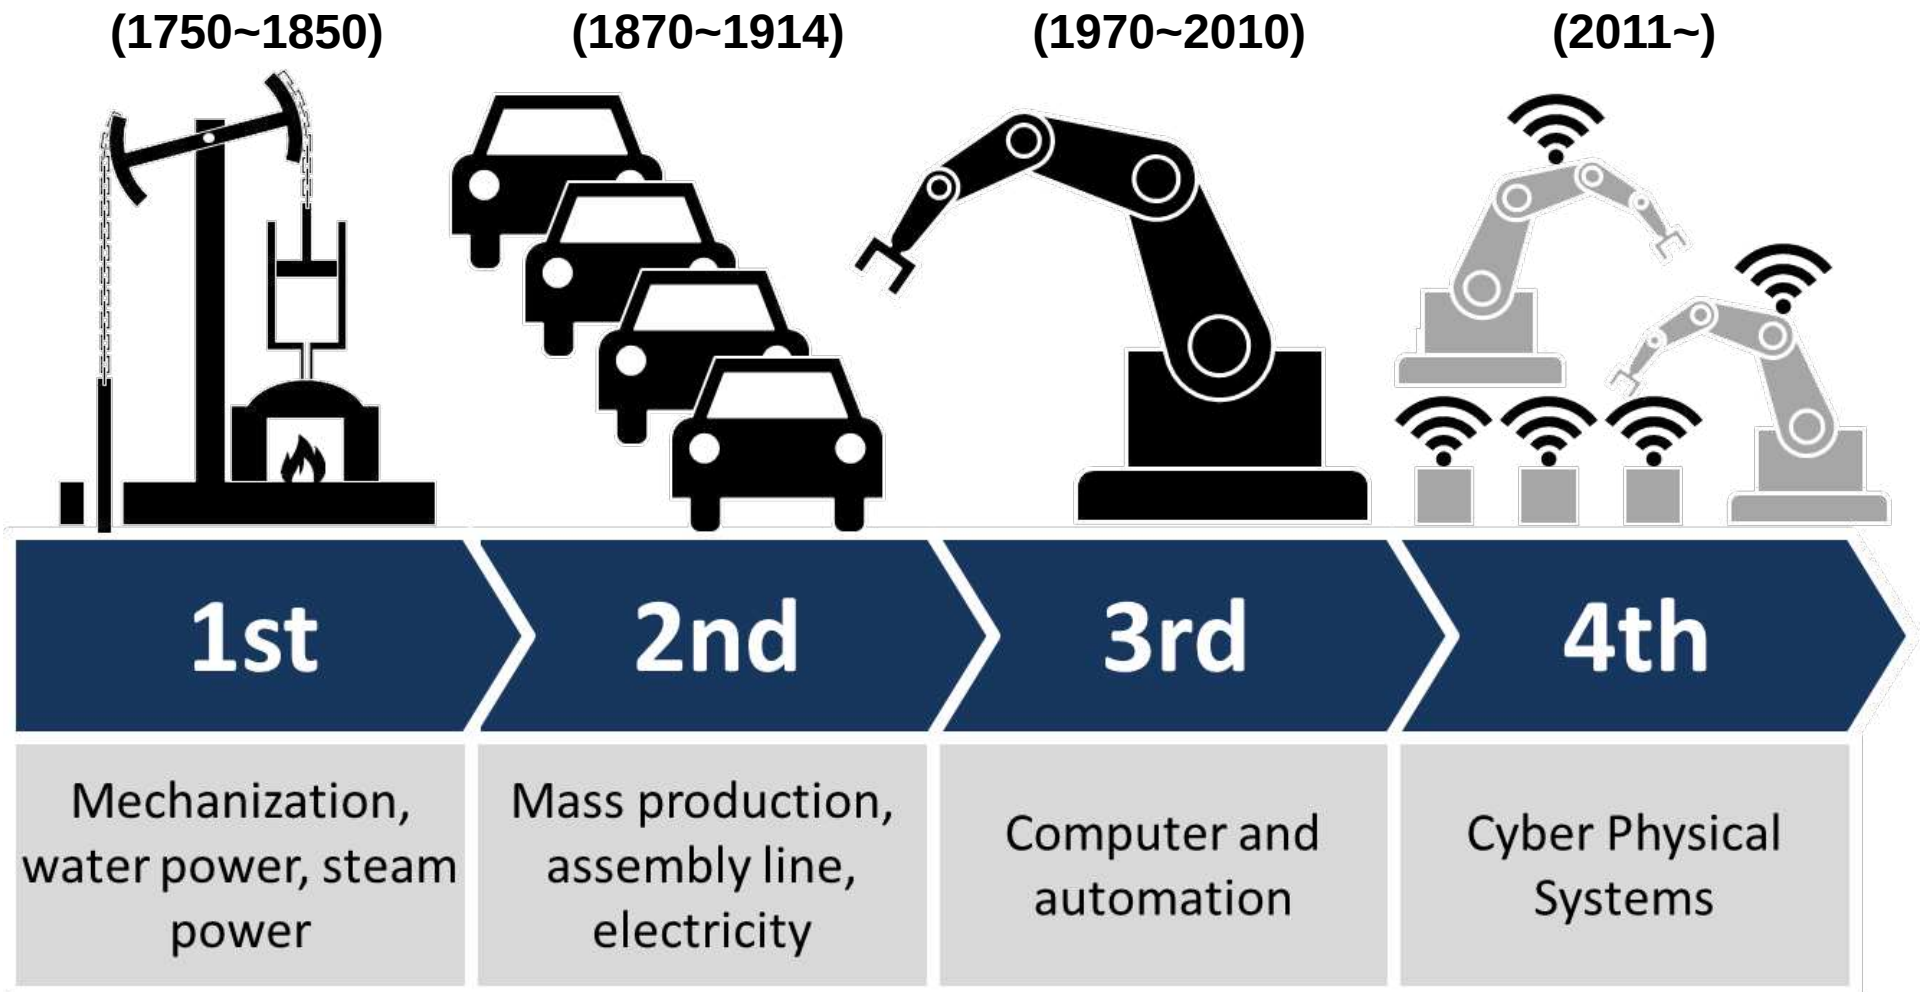 (1750~1850)
(1870~1914)
(1970~2010)
(2011~)
1st
2nd
3rd
4th
Mechanization,
water power, steam
power
Mass production,
assembly line,
electricity
Computer and
automation
Cyber Physical
Systems